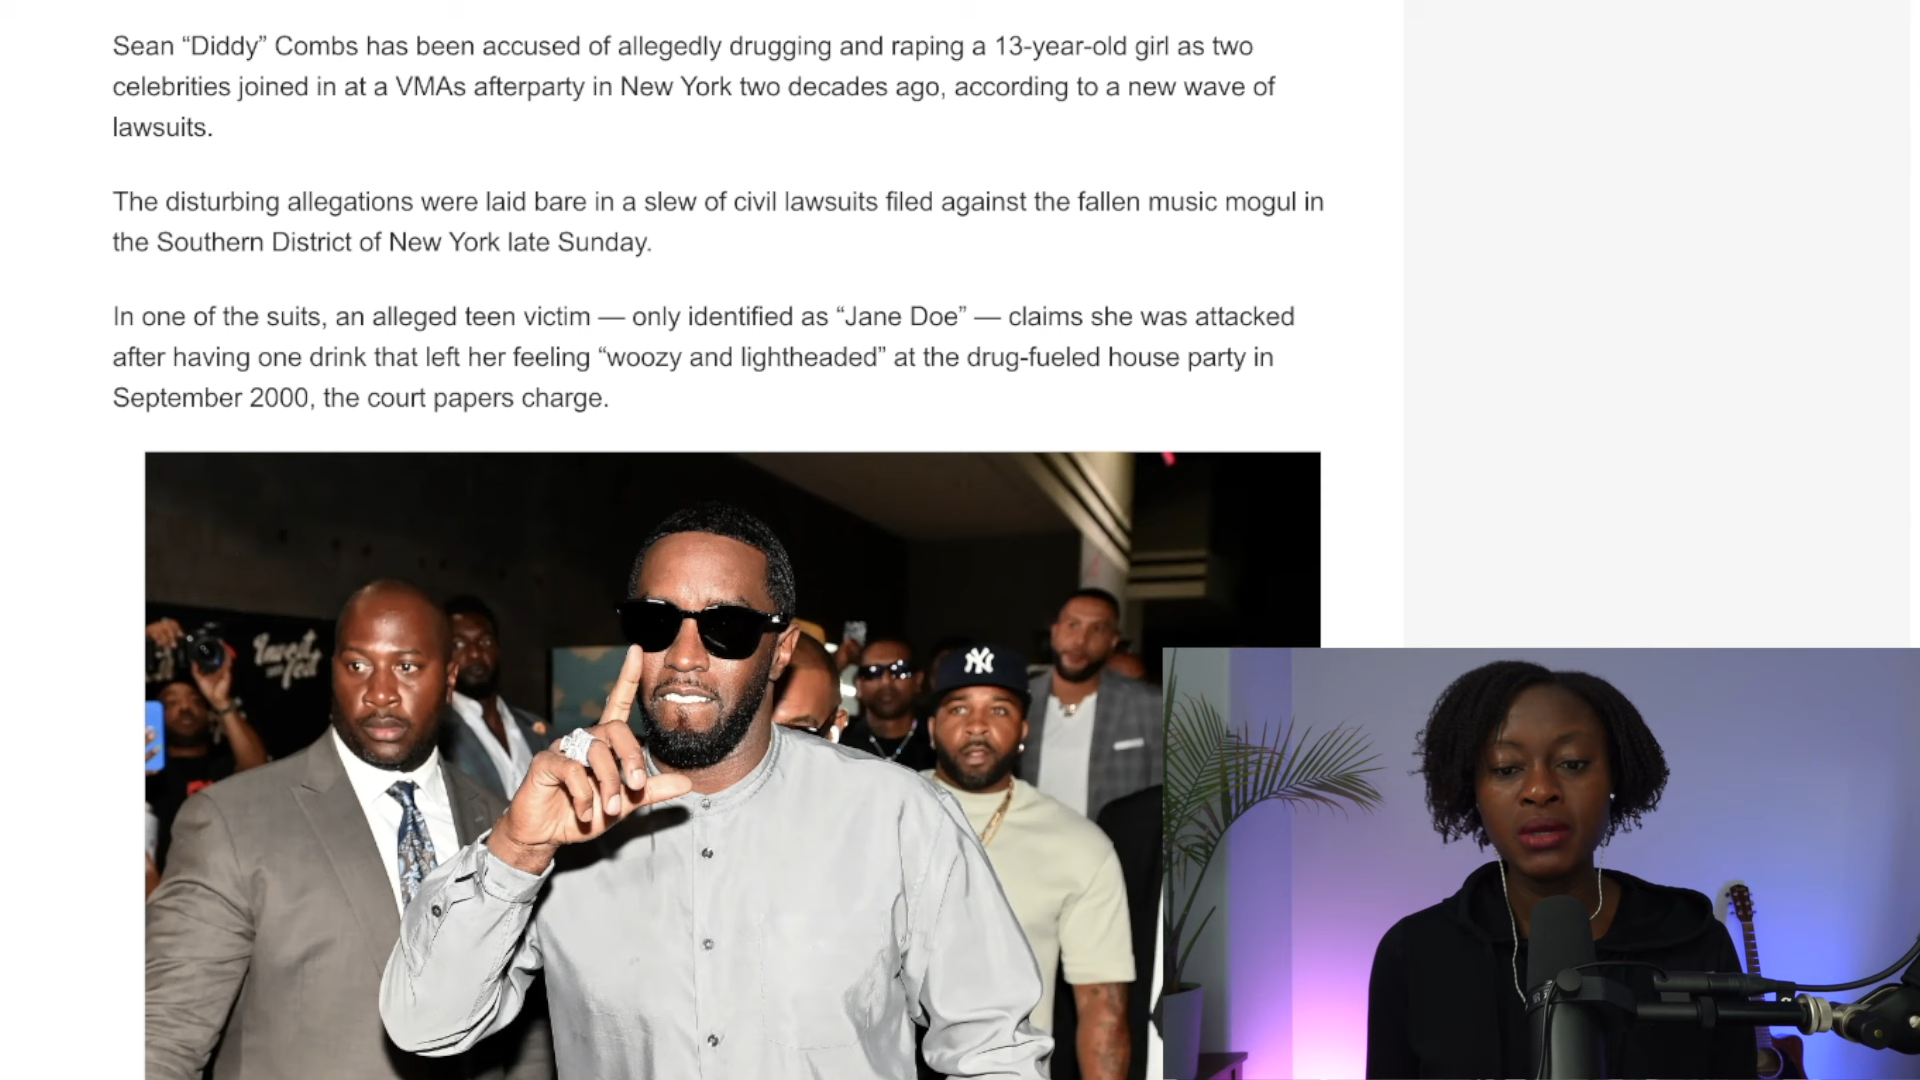 Sean “Diddy” Combs has been accused of allegedly drugging and raping a 13-year-old girl as two
celebrities joined in at a VMAs afterparty in New York two decades ago, according to a new wave of
lawsuits.
The disturbing allegations were laid bare in a slew of civil lawsuits filed against the fallen music mogul in
the Southern District of New York late Sunday.
In one of the suits, an alleged teen victim — only identified as “Jane Doe” — claims she was attacked
after having one drink that left her feeling “woozy and lightheaded” at the drug-fueled house party in
September 2000, the court papers charge.
Invest
Fest
NY